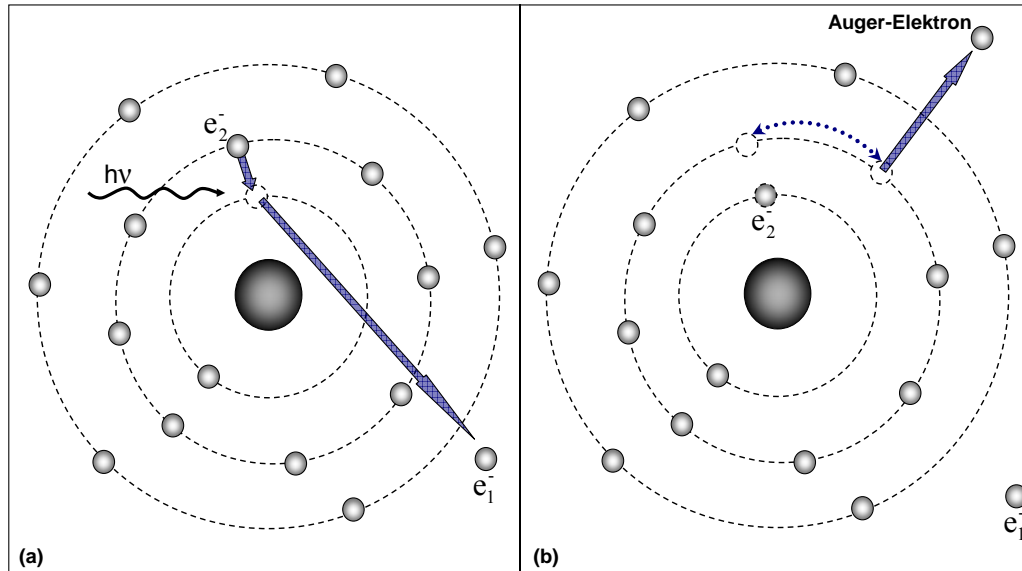 e₂⁻
hν
e₁⁻
(a)
Auger-Elektron
e₂⁻
e₁⁻
(b)